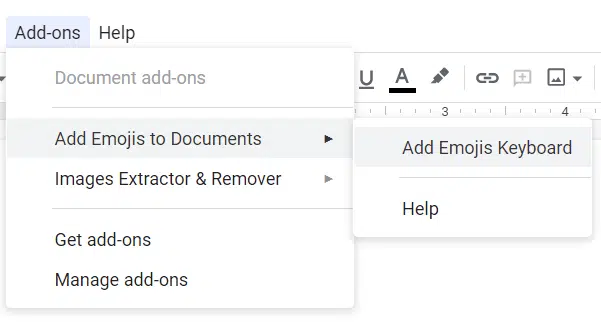 Add-ons Help
Document add-ons
U A
3 4
Add Emojis to Documents
Add Emojis Keyboard
Images Extractor & Remover
Help
Get add-ons
Manage add-ons